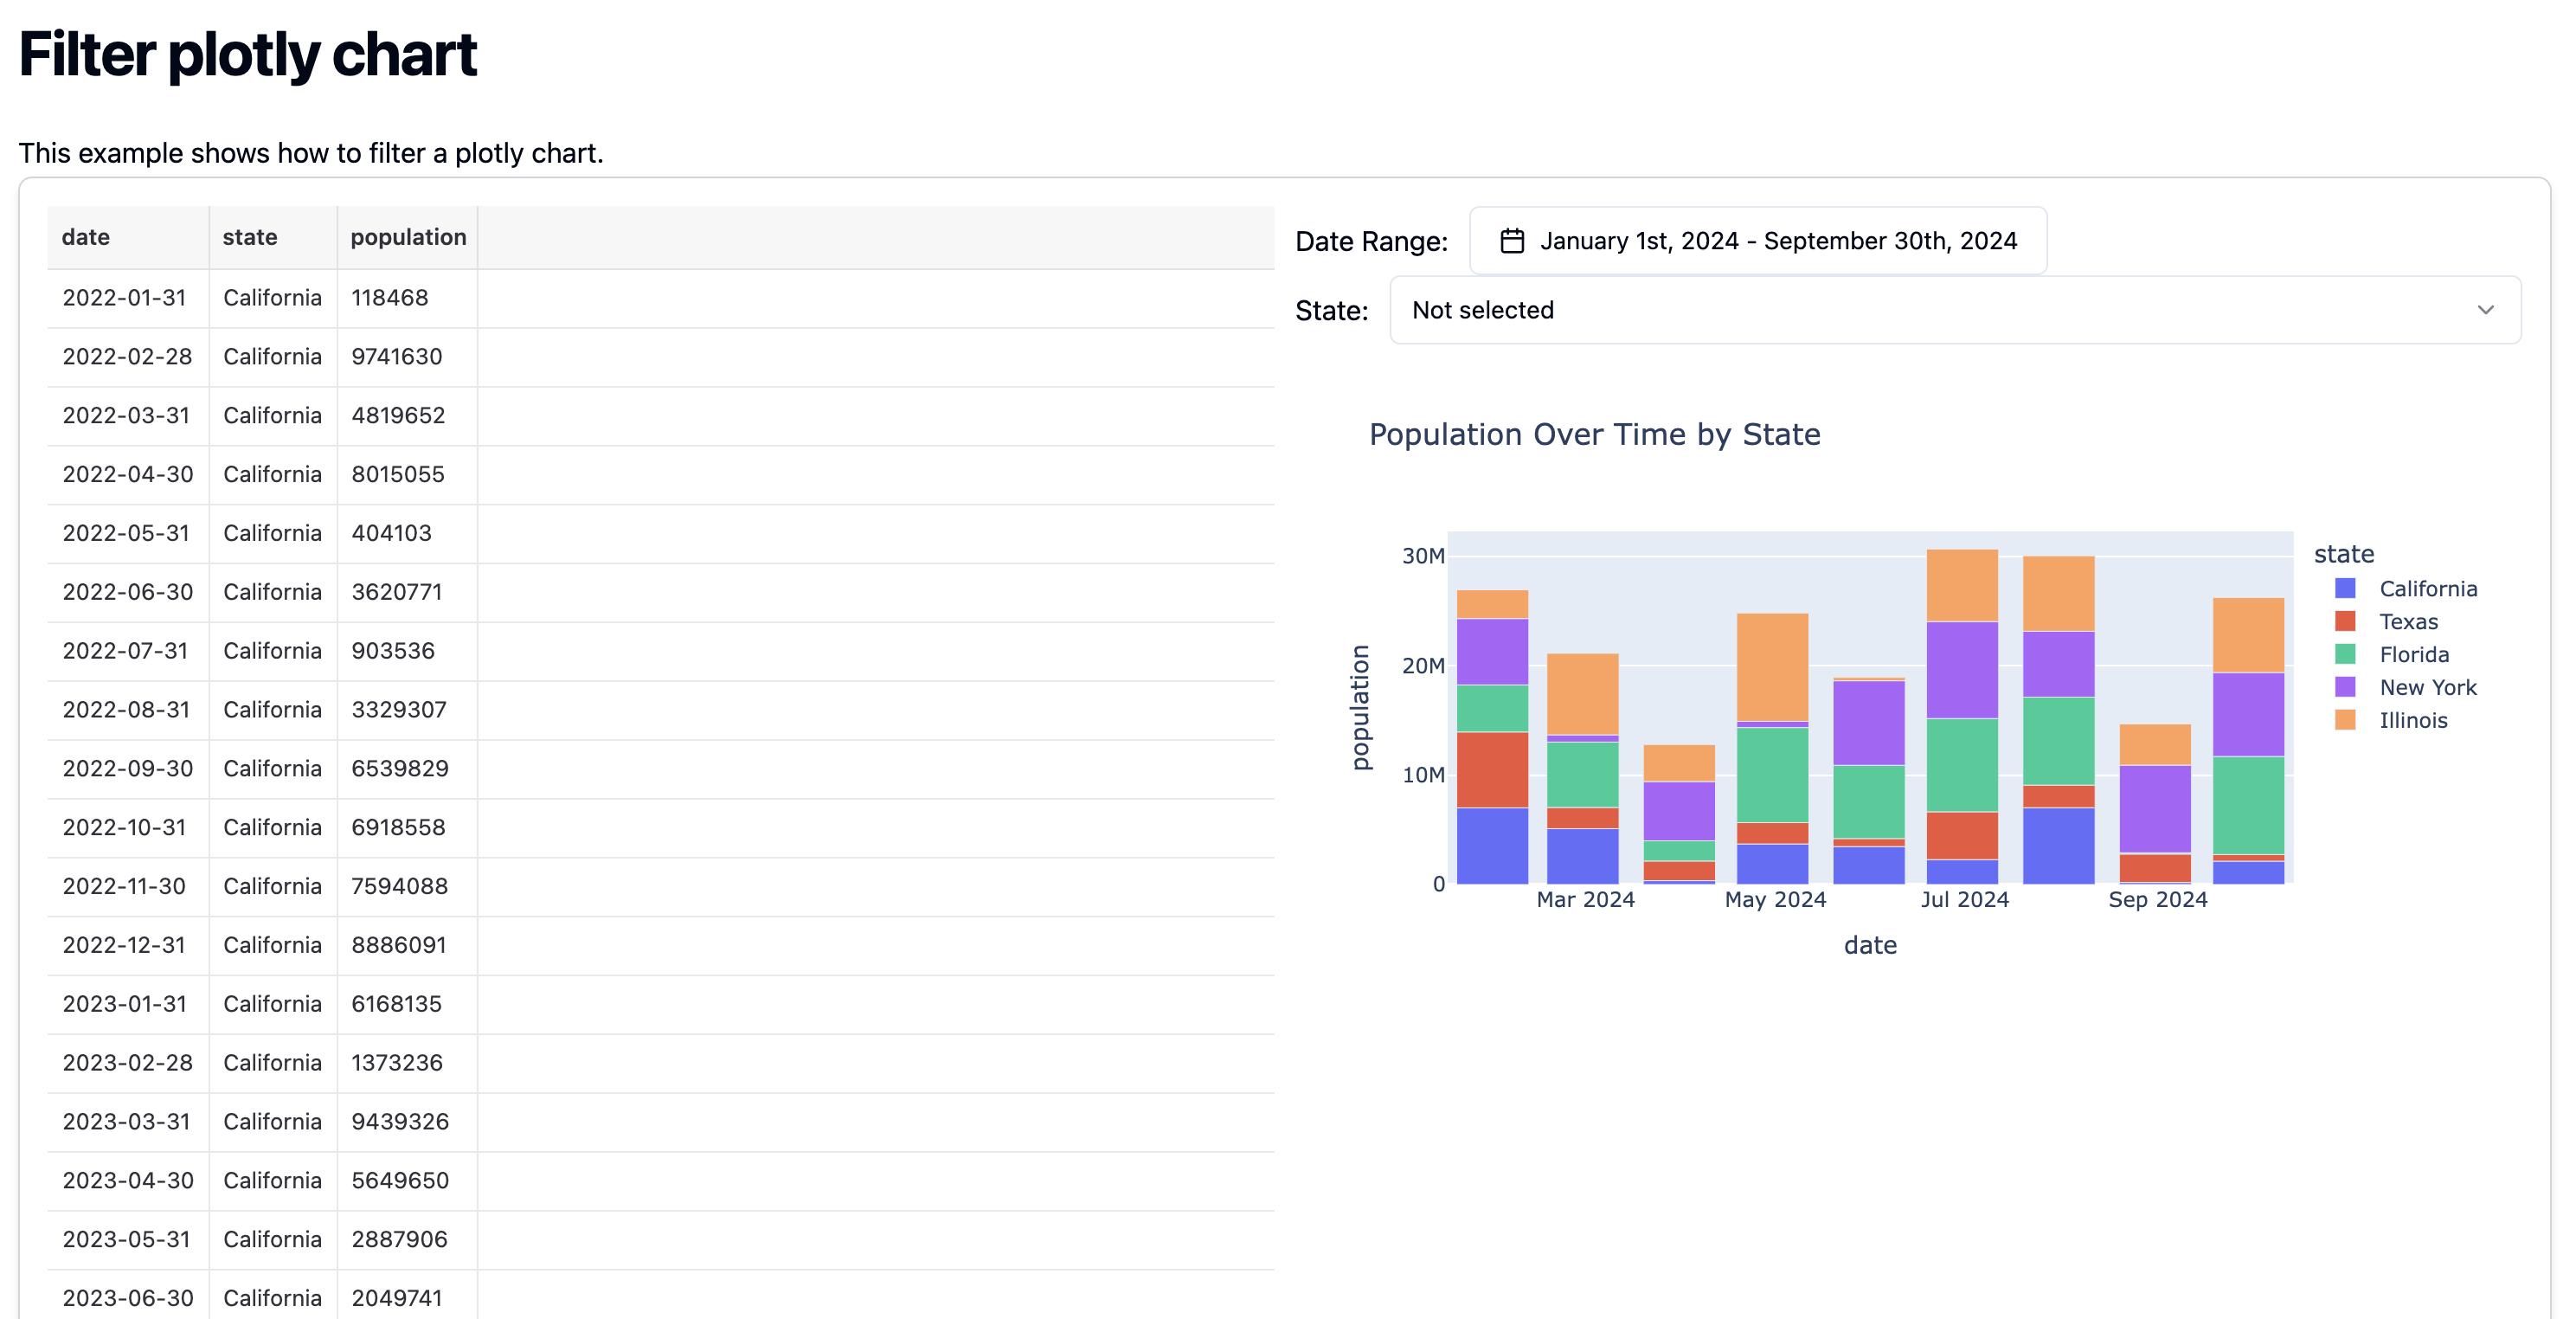 Filter plotly chart
This example shows how to filter a plotly chart.
date state population
2022-01-31 California 118468
2022-02-28 California 9741630
2022-03-31 California 4819652
2022-04-30 California 8015055
2022-05-31 California 404103
2022-06-30 California 3620771
2022-07-31 California 903536
2022-08-31 California 3329307
2022-09-30 California 6539829
2022-10-31 California 6918558
2022-11-30 California 7594088
2022-12-31 California 8886091
2023-01-31 California 6168135
2023-02-28 California 1373236
2023-03-31 California 9439326
2023-04-30 California 5649650
2023-05-31 California 2887906
2023-06-30 California 2049741
Date Range: January 1st, 2024 - September 30th, 2024
State: Not selected
Population Over Time by State
30M
20M
10M
0
population
Mar 2024 May 2024 Jul 2024 Sep 2024
date
state
California
Texas
Florida
New York
Illinois